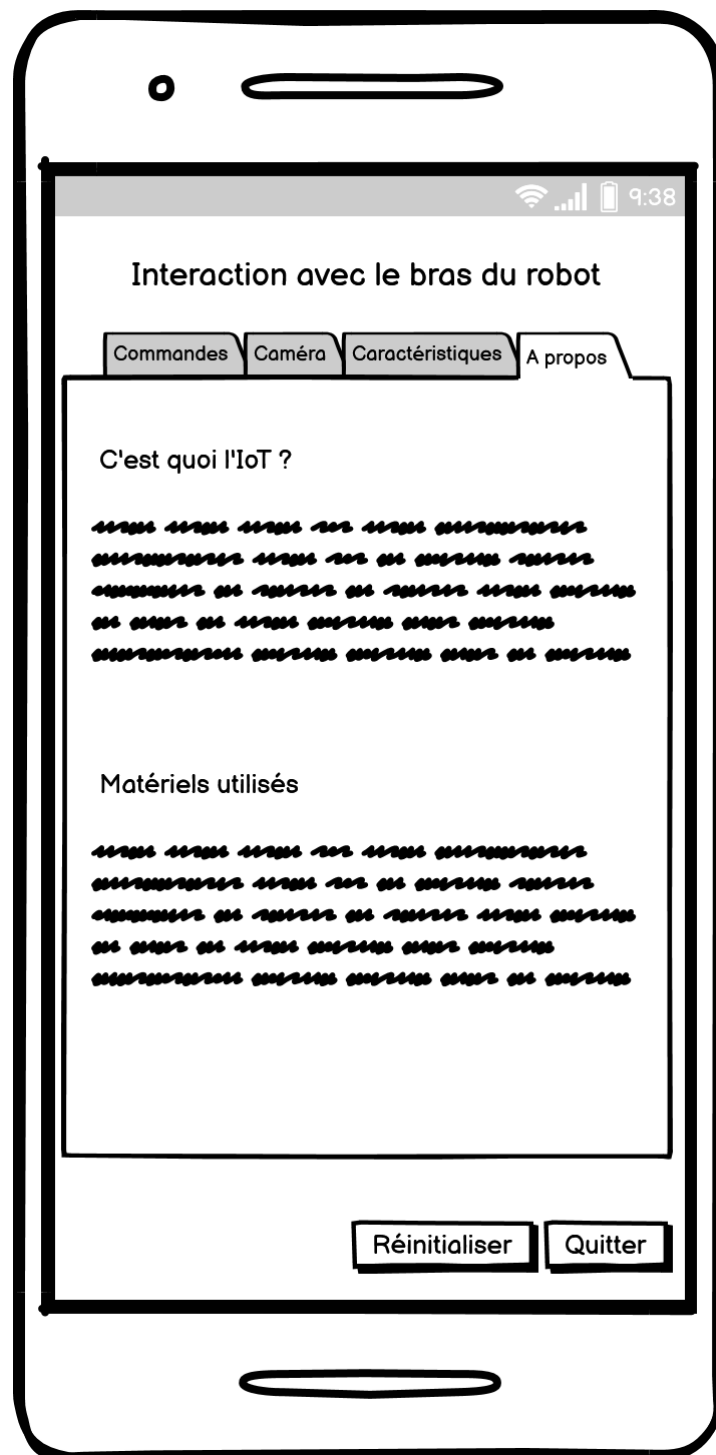 9:38
Interaction avec le bras du robot
Commandes Caméra Caractéristiques A propos
C'est quoi l'IoT ?
Matériels utilisés
Réinitialiser Quitter